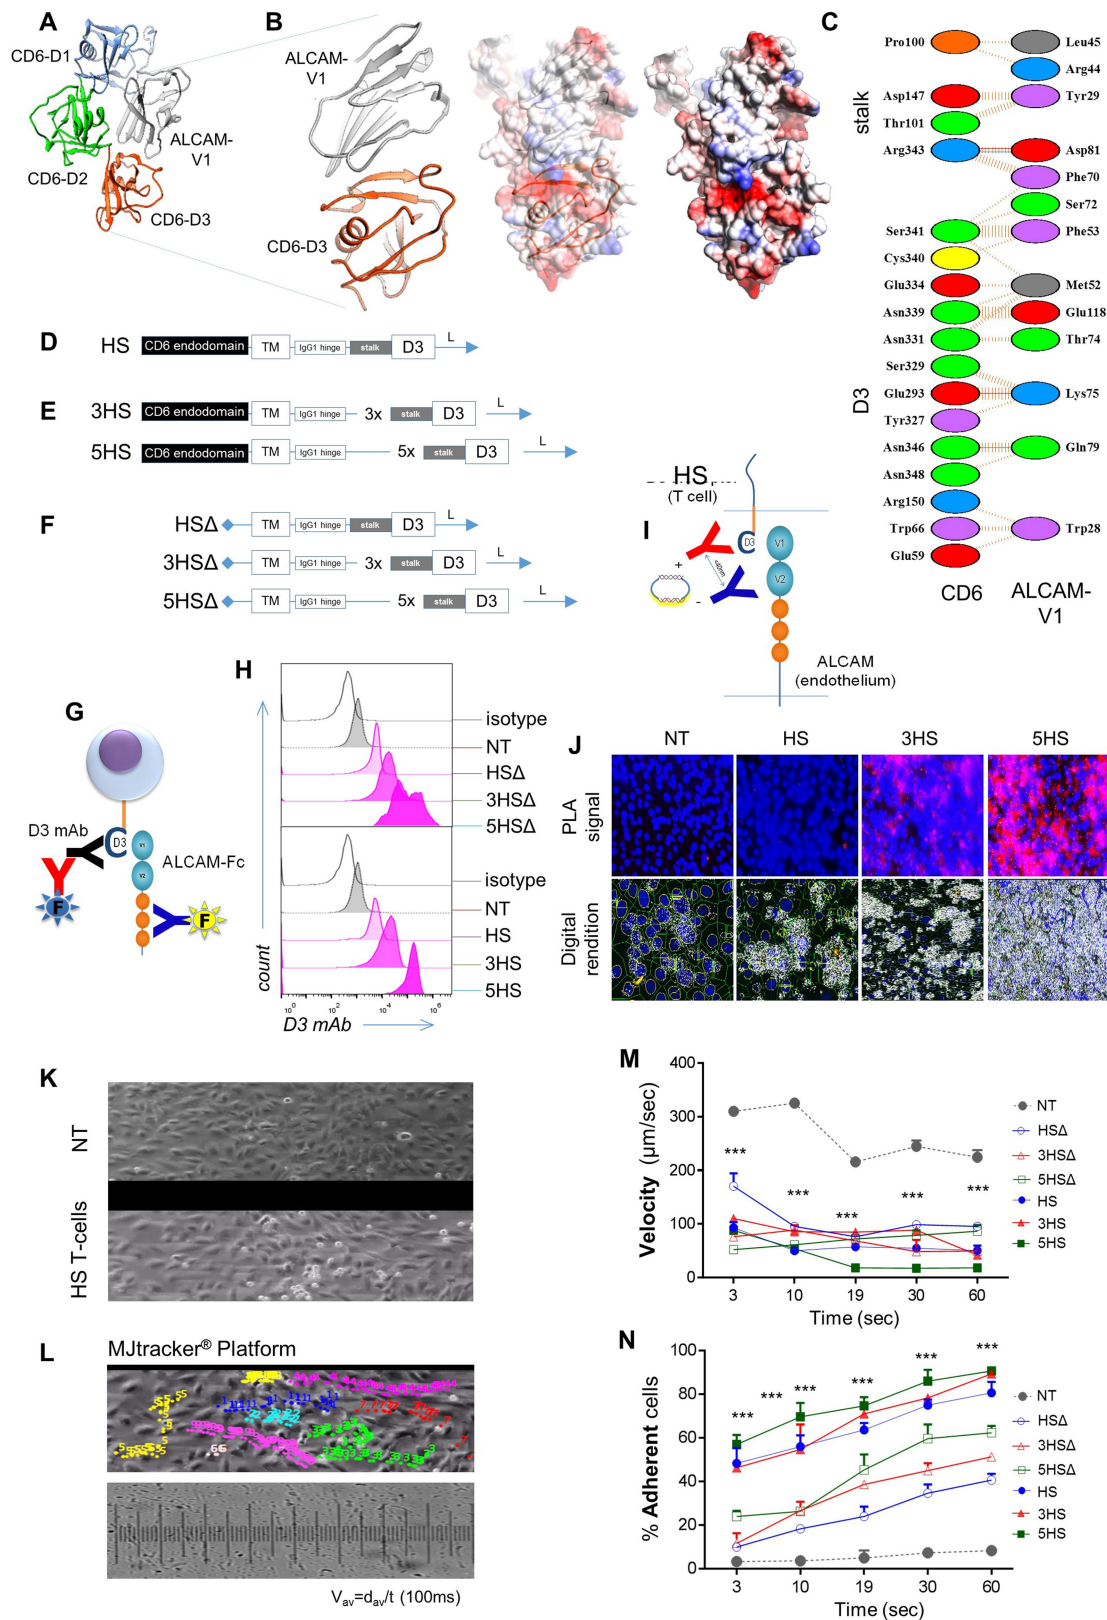 A
CD6-D1
CD6-D2
ALCAM-
V1
CD6-D3
B
ALCAM-
V1
CD6-D3
C
stalk
D3
Pro100
Asp147
Thr101
Arg343
Ser341
Cys340
Glu334
Asn339
Asn331
Ser329
Glu293
Tyr327
Asn346
Asn348
Arg150
Trp66
Glu59
Leu45
Arg44
Tyr29
Asp81
Phe70
Ser72
Phe53
Met52
Glu118
Thr74
Lys75
Gln79
Trp28
CD6
ALCAM-
V1
D
HS CD6 endodomain TM IgG1 hinge stalk D3 L
E
3HS CD6 endodomain TM IgG1 hinge 3x stalk D3 L
5HS CD6 endodomain TM IgG1 hinge 5x stalk D3 L
F
HSΔ TM IgG1 hinge stalk D3 L
3HSΔ TM IgG1 hinge 3x stalk D3 L
5HSΔ TM IgG1 hinge 5x stalk D3 L
G
D3 mAb
D3
V1
V2
ALCAM-Fc
F
F
H
count
isotype
NT
HSΔ
3HSΔ
5HSΔ
isotype
NT
HS
3HS
5HS
0 10² 10⁴ 10⁶
D3 mAb
I
HS
(T cell)
D3
V1
V2
<40nm
+
-
ALCAM
(endothelium)
J
NT HS 3HS 5HS
PLA
signal
Digital
rendition
K
NT
HS T-cells
L
MJtracker® Platform
Vav=dav/t (100ms)
M
Velocity (µm/sec)
400
300
200
100
0
*** *** *** *** ***
3 10 19 30 60
Time (sec)
NT
HSΔ
3HSΔ
5HSΔ
HS
3HS
5HS
N
% Adherent cells
100
80
60
40
20
0
*** *** *** *** *** ***
3 10 19 30 60
Time (sec)
NT
HSΔ
3HSΔ
5HSΔ
HS
3HS
5HS